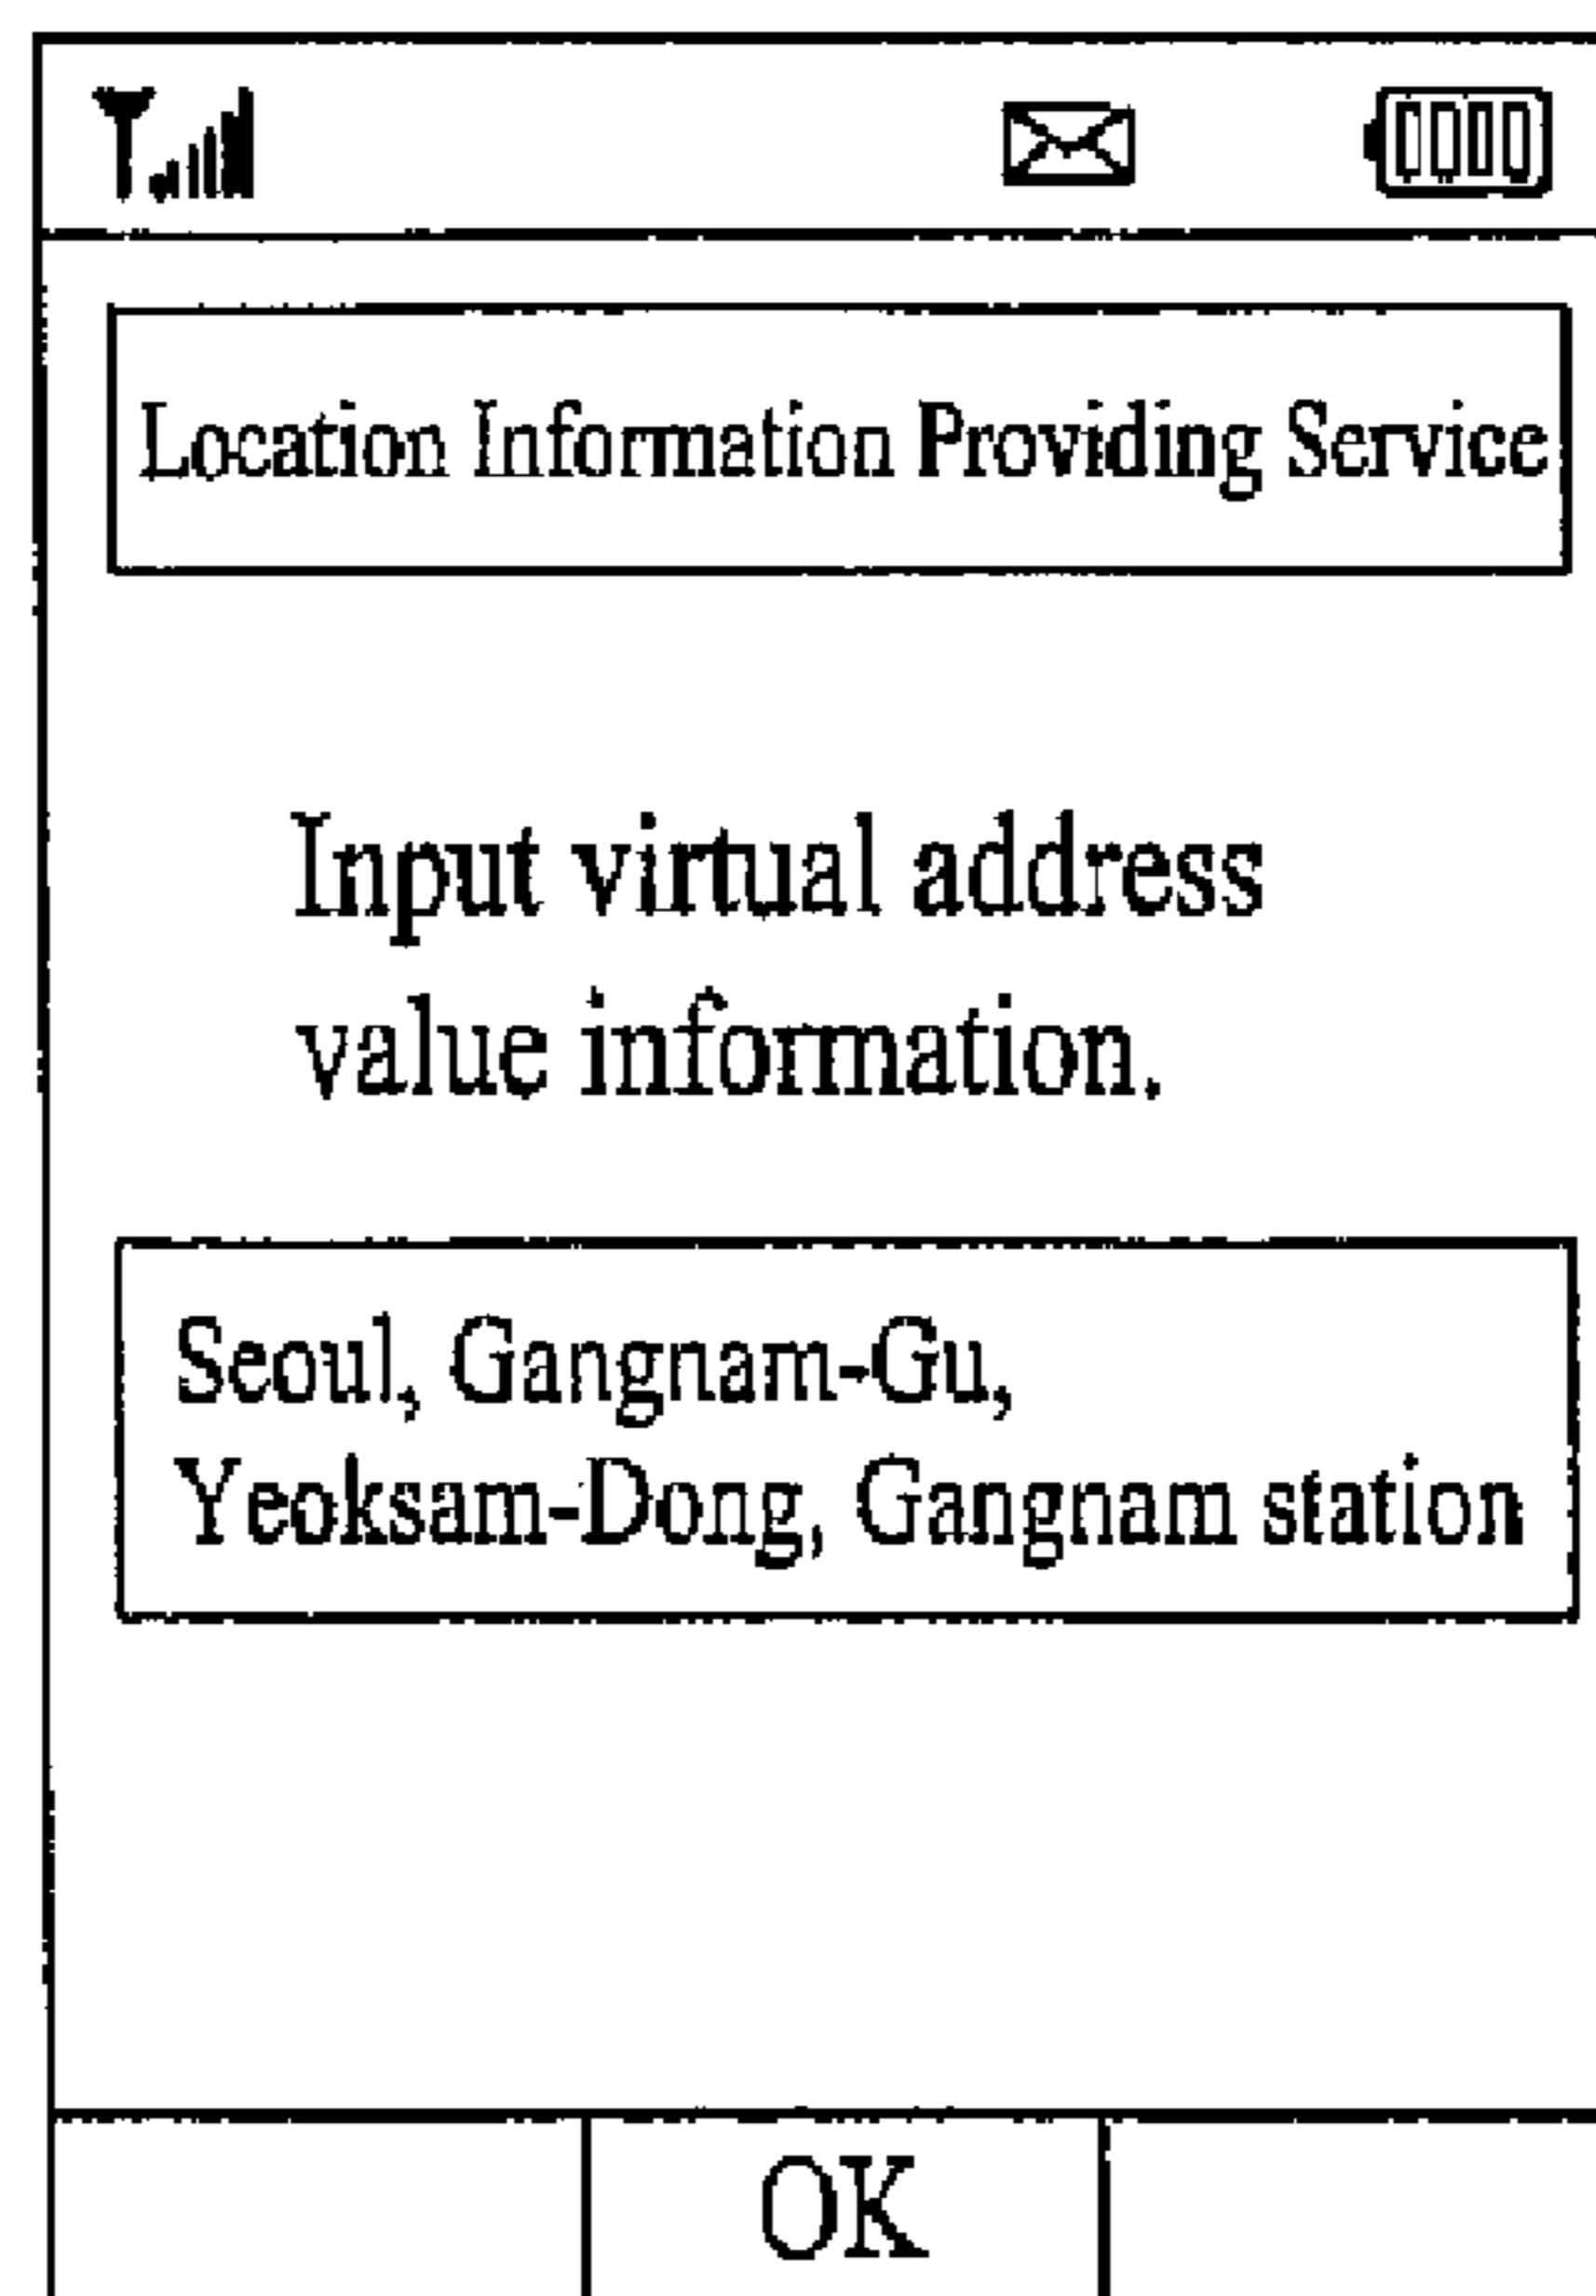 Location Information Providing Service
Input virtual address
value information.
Seoul, Gangnam-Gu,
Yeoksam-Dong, Gangnam station
OK